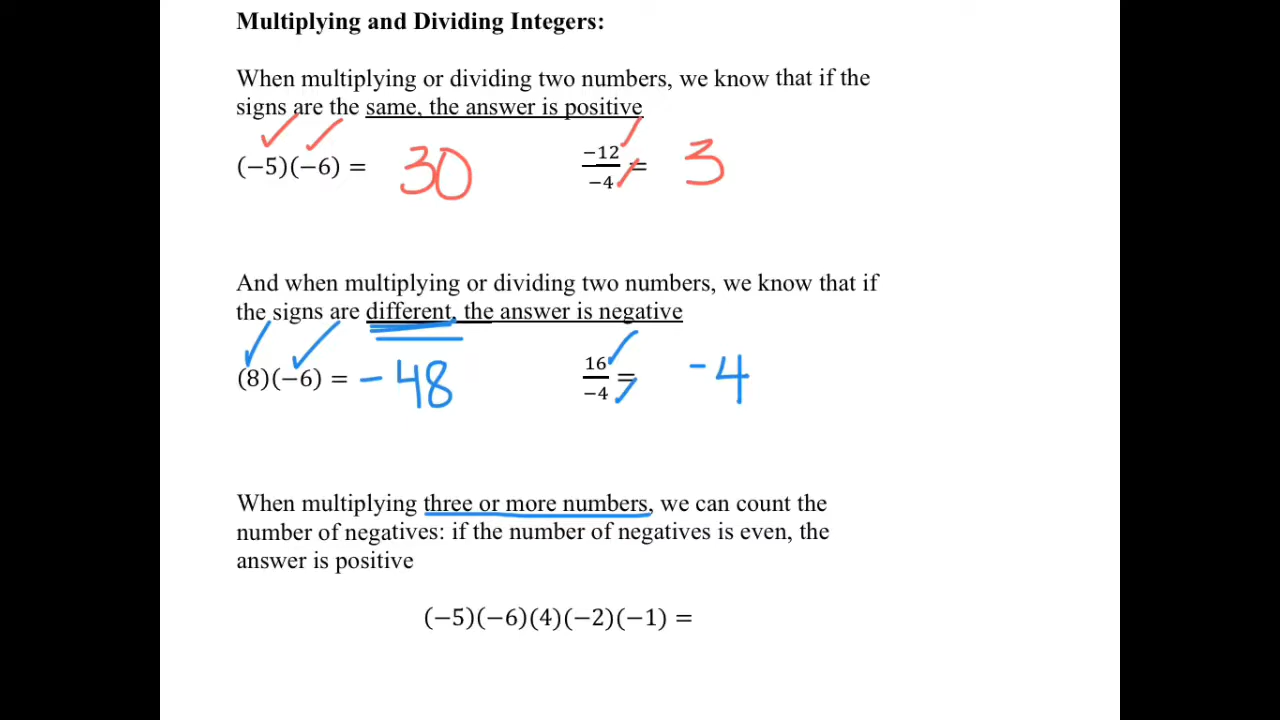 Multiplying and Dividing Integers:
When multiplying or dividing two numbers, we know that if the
signs are the same, the answer is positive
(−5)(−6) = 30
−12/−4 = 3
And when multiplying or dividing two numbers, we know that if
the signs are different, the answer is negative
(8)(−6) = −48
16/−4 = −4
When multiplying three or more numbers, we can count the
number of negatives: if the number of negatives is even, the
answer is positive
(−5)(−6)(4)(−2)(−1) =